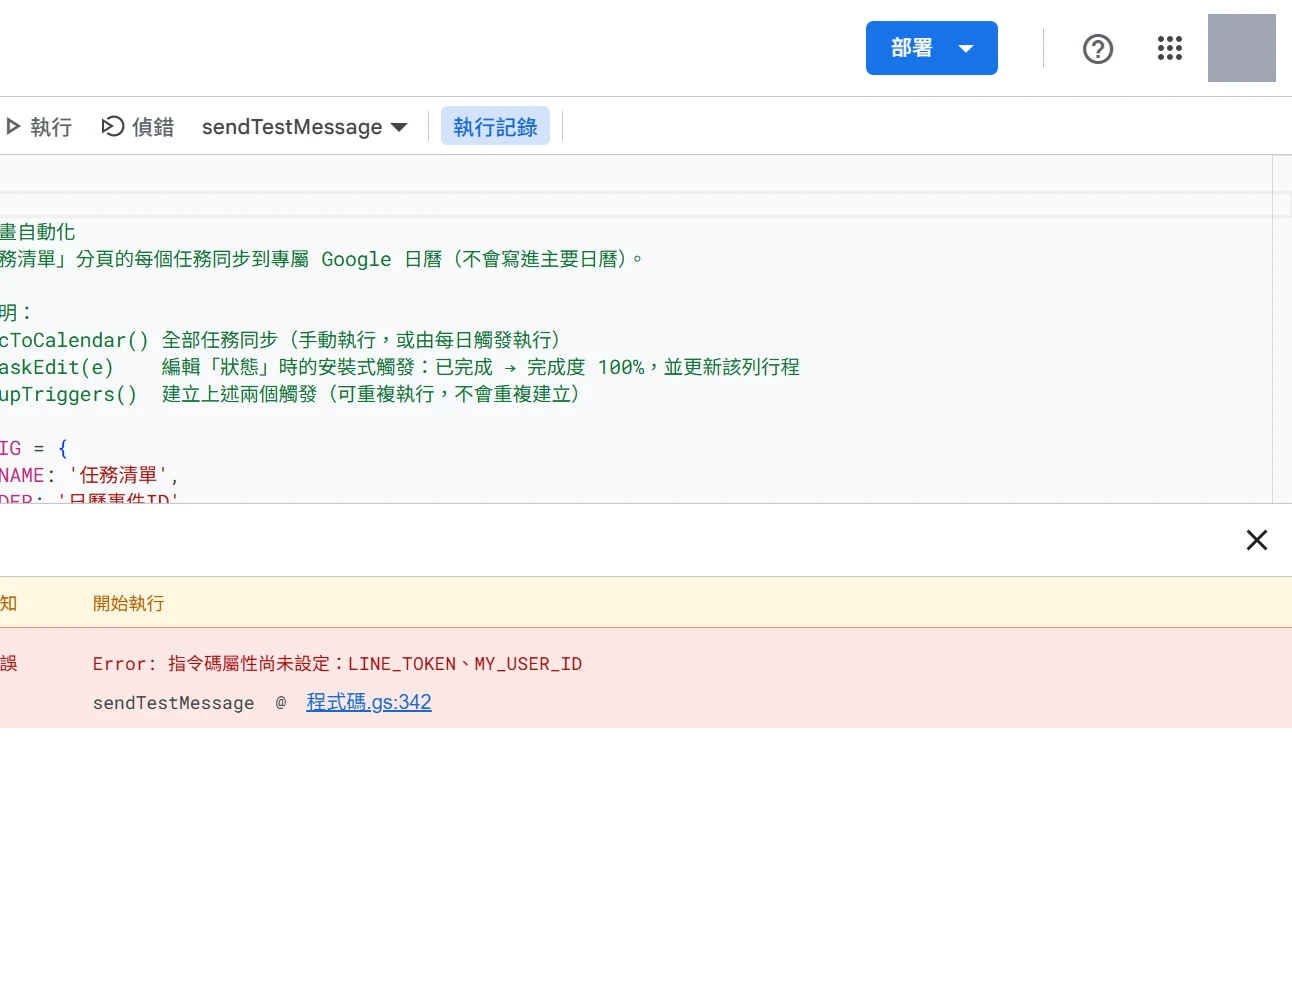 部署
執行 偵錯 sendTestMessage 執行記錄
畫自動化
務清單」分頁的每個任務同步到專屬 Google 日曆（不會寫進主要日曆）。
明：
cToCalendar() 全部任務同步（手動執行，或由每日觸發執行）
askEdit(e) 編輯「狀態」時的安裝式觸發：已完成 → 完成度 100%，並更新該列行程
upTriggers() 建立上述兩個觸發（可重複執行，不會重複建立）
IG = {
NAME: '任務清單',
DER: '日曆事件ID'
知 開始執行
誤 Error: 指令碼屬性尚未設定：LINE_TOKEN、MY_USER_ID
sendTestMessage @ 程式碼.gs:342